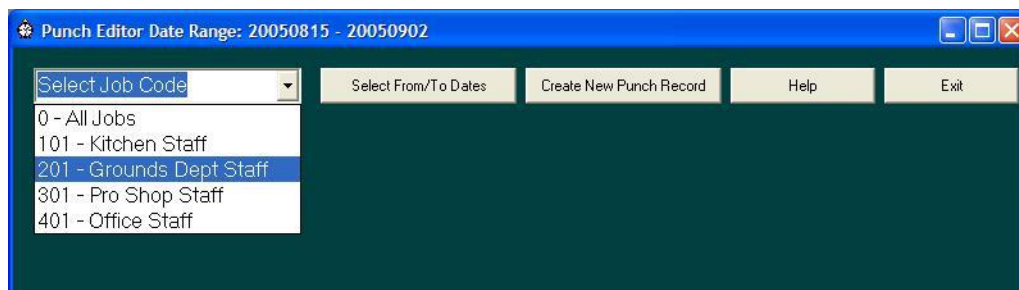 Punch Editor Date Range: 20050815 - 20050902
Select Job Code Select From/To Dates Create New Punch Record Help Exit
0 - All Jobs
101 - Kitchen Staff
201 - Grounds Dept Staff
301 - Pro Shop Staff
401 - Office Staff